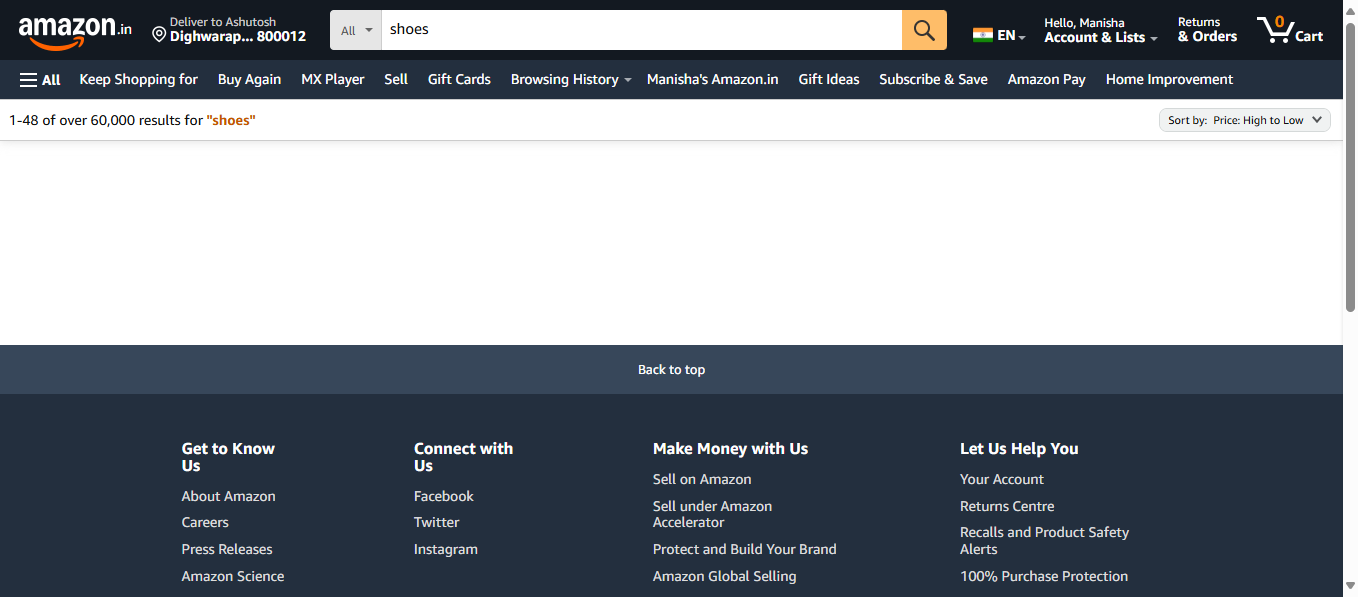 amazon.in
Deliver to Ashutosh
Dighwarap... 800012
All
shoes
EN
Hello, Manisha
Account & Lists
Returns
& Orders
0
Cart
All
Keep Shopping for
Buy Again
MX Player
Sell
Gift Cards
Browsing History
Manisha's Amazon.in
Gift Ideas
Subscribe & Save
Amazon Pay
Home Improvement
1-48 of over 60,000 results for "shoes"
Sort by: Price: High to Low
Back to top
Get to Know
Us
About Amazon
Careers
Press Releases
Amazon Science
Connect with
Us
Facebook
Twitter
Instagram
Make Money with Us
Sell on Amazon
Sell under Amazon
Accelerator
Protect and Build Your Brand
Amazon Global Selling
Let Us Help You
Your Account
Returns Centre
Recalls and Product Safety
Alerts
100% Purchase Protection